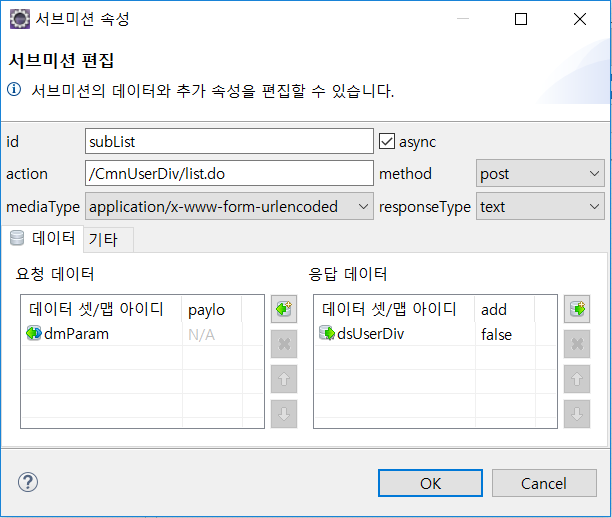 서브미션 속성
서브미션 편집
서브미션의 데이터와 추가 속성을 편집할 수 있습니다.
id subList async
action /CmnUserDiv/list.do method post
mediaType application/x-www-form-urlencoded responseType text
데이터 기타
요청 데이터 응답 데이터
데이터 셋/맵 아이디 paylo 데이터 셋/맵 아이디 add
dmParam N/A dsUserDiv false
OK Cancel